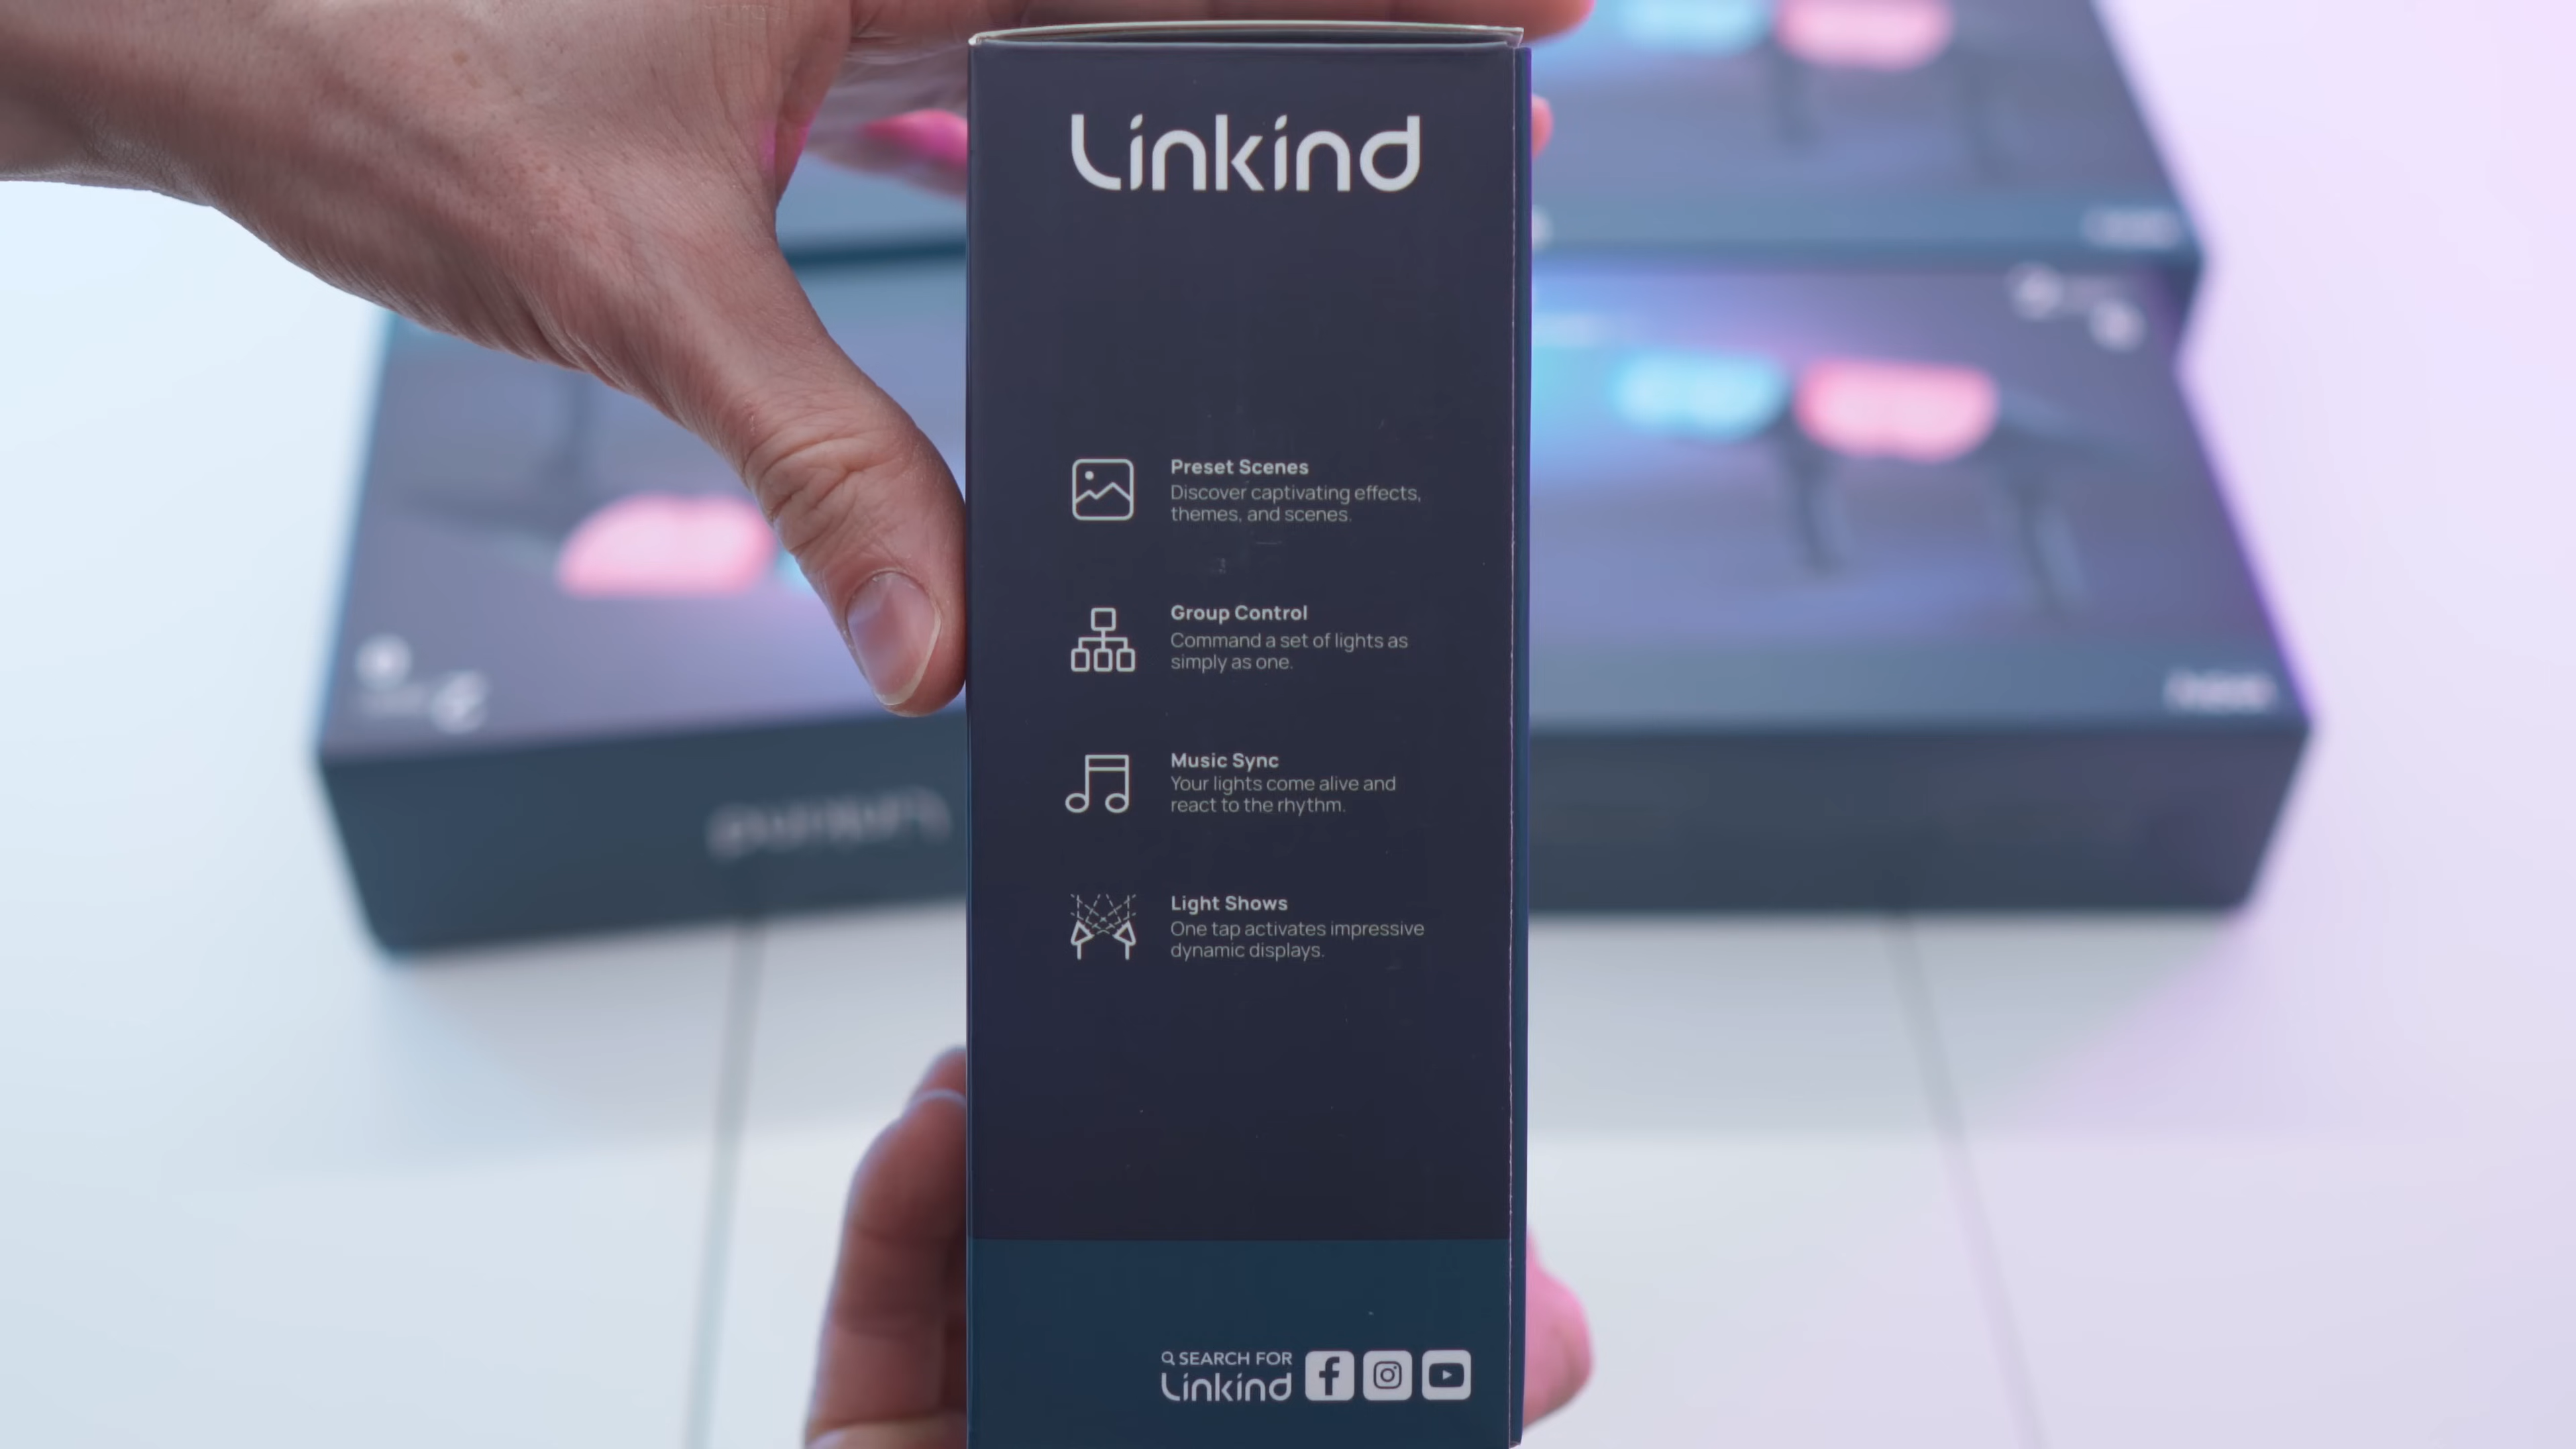 Linkind
Preset Scenes
Discover captivating effects,
themes, and scenes.
Group Control
Command a set of lights as
simply as one.
Music Sync
Your lights come alive and
react to the rhythm.
Light Shows
One tap activates impressive
dynamic displays.
SEARCH FOR
Linkind
Linkind